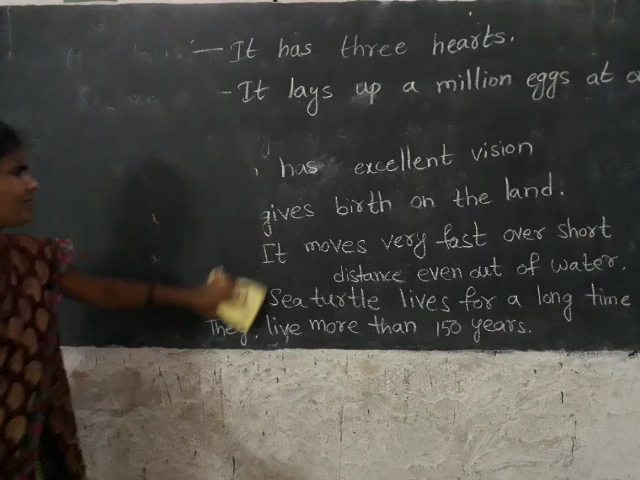 — It has three hearts.
- It lays up a million eggs at a
has excellent vision
gives birth on the land.
It moves very fast over short
distance even out of water.
Sea turtle lives for a long time
They live more than 150 years.